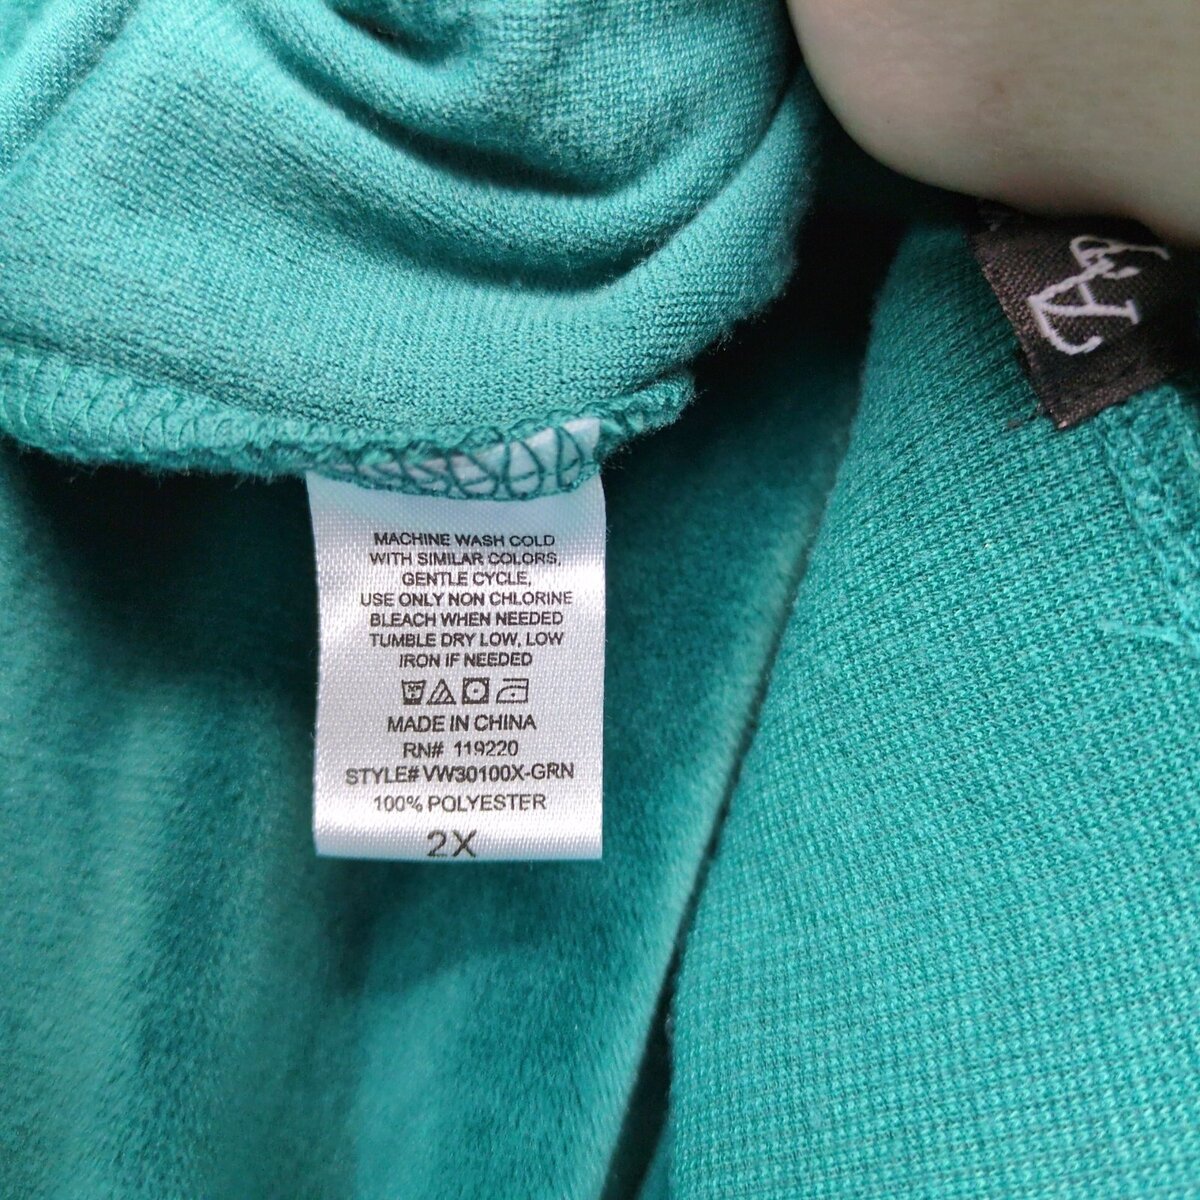 MACHINE WASH COLD
WITH SIMILAR COLORS,
GENTLE CYCLE,
USE ONLY NON CHLORINE
BLEACH WHEN NEEDED
TUMBLE DRY LOW, LOW
IRON IF NEEDED
MADE IN CHINA
RN# 119220
STYLE# VW30100X-GRN
100% POLYESTER
2X